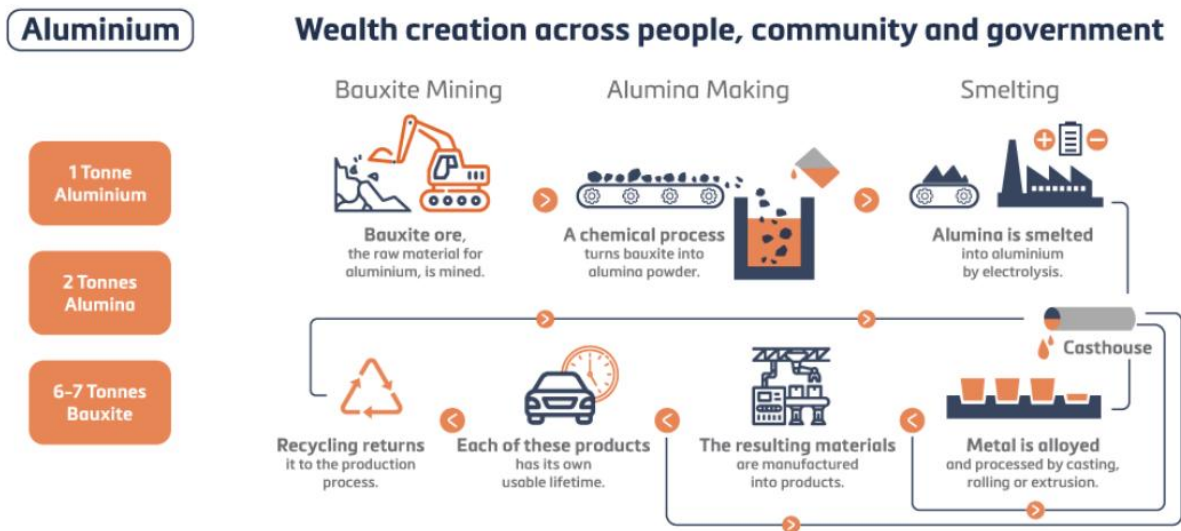 Aluminium
Wealth creation across people, community and government
1 Tonne
Aluminium
2 Tonnes
Alumina
6-7 Tonnes
Bauxite
Bauxite Mining
Alumina Making
Smelting
Bauxite ore,
the raw material for
aluminium, is mined.
A chemical process
turns bauxite into
alumina powder.
Alumina is smelted
into aluminium
by electrolysis.
Casthouse
Recycling returns
it to the production
process.
Each of these products
has its own
usable lifetime.
The resulting materials
are manufactured
into products.
Metal is alloyed
and processed by casting,
rolling or extrusion.